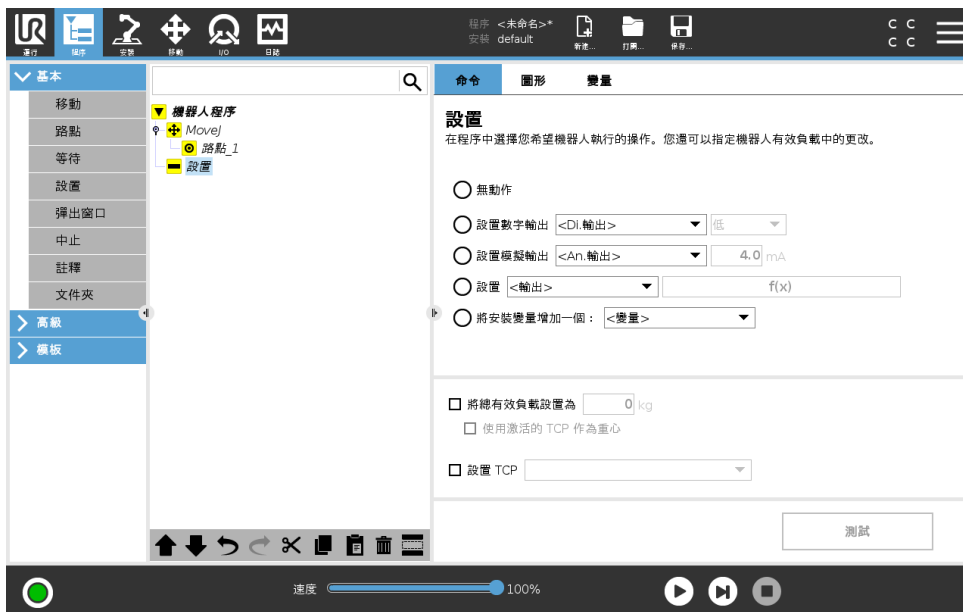 UR
運行
程序
安裝
移動
I/O
日誌
程序 <未命名>*
安裝 default
新建...
打開...
保存...
C C
C C
基本
移動
路點
等待
設置
彈出窗口
中止
註釋
文件夾
高級
模板
機器人程序
MoveJ
路點_1
設置
命令 圖形 變量
設置
在程序中選擇您希望機器人執行的操作。您還可以指定機器人有效負載中的更改。
無動作
設置數字輸出 <Di.輸出> 低
設置模擬輸出 <An.輸出> 4.0 mA
設置 <輸出> f(x)
將安裝變量增加一個： <變量>
將總有效負載設置為 0 kg
使用激活的 TCP 作為重心
設置 TCP
測試
速度 100%